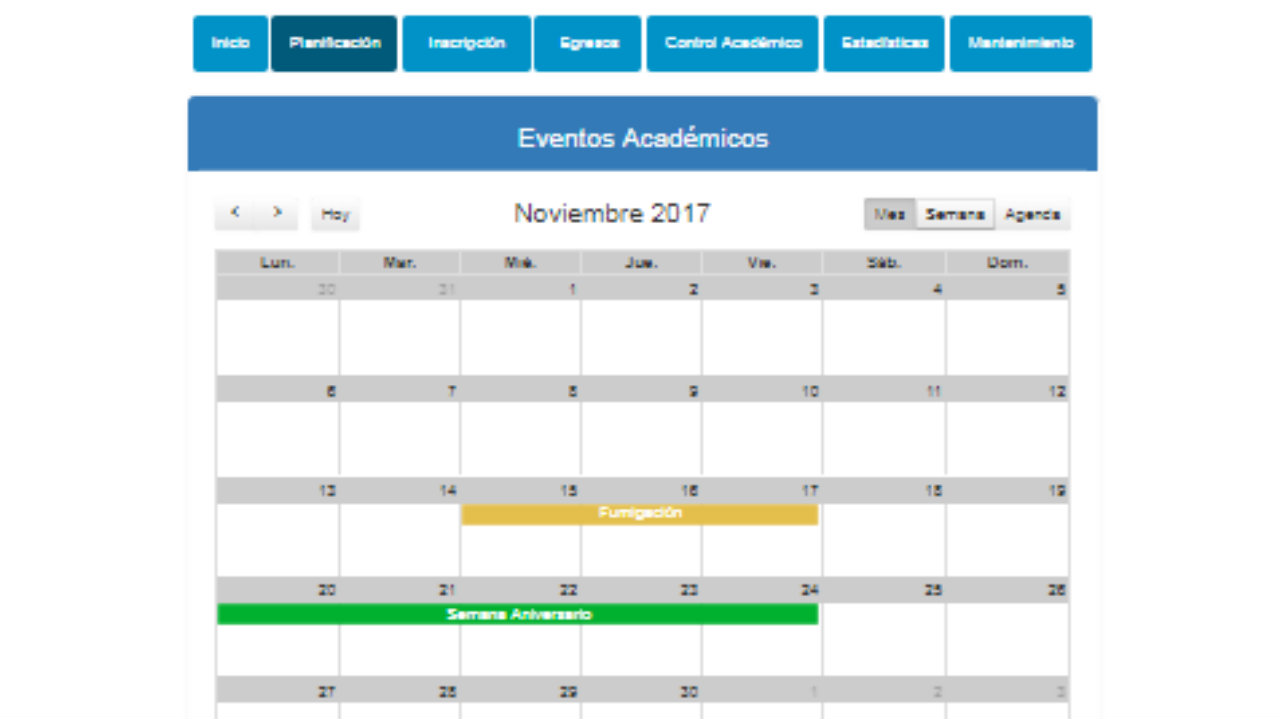 Inicio Planificación Inscripción Egresos Control Académico Estadísticas Mantenimiento
Eventos Académicos
< > Hoy Noviembre 2017 Mes Semana Agenda
Lun. Mar. Mié. Jue. Vie. Sáb. Dom.
30 31 1 2 3 4 5
6 7 8 9 10 11 12
13 14 15 16 17 18 19
Fumigación
20 21 22 23 24 25 26
Semana Aniversario
27 28 29 30 1 2 3